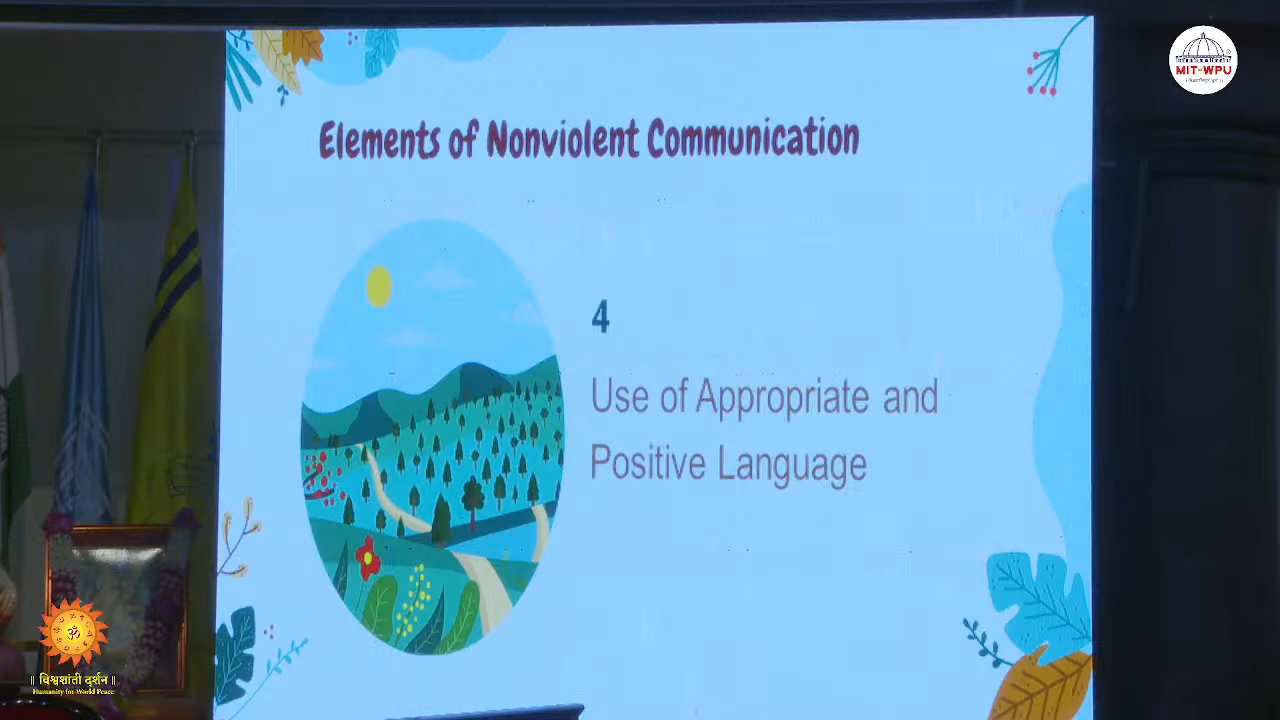 MIT-WPU
Elements of Nonviolent Communication
4
Use of Appropriate and
Positive Language
ॐ
॥ विश्वशांती दर्शन ॥
Humanity for World Peace